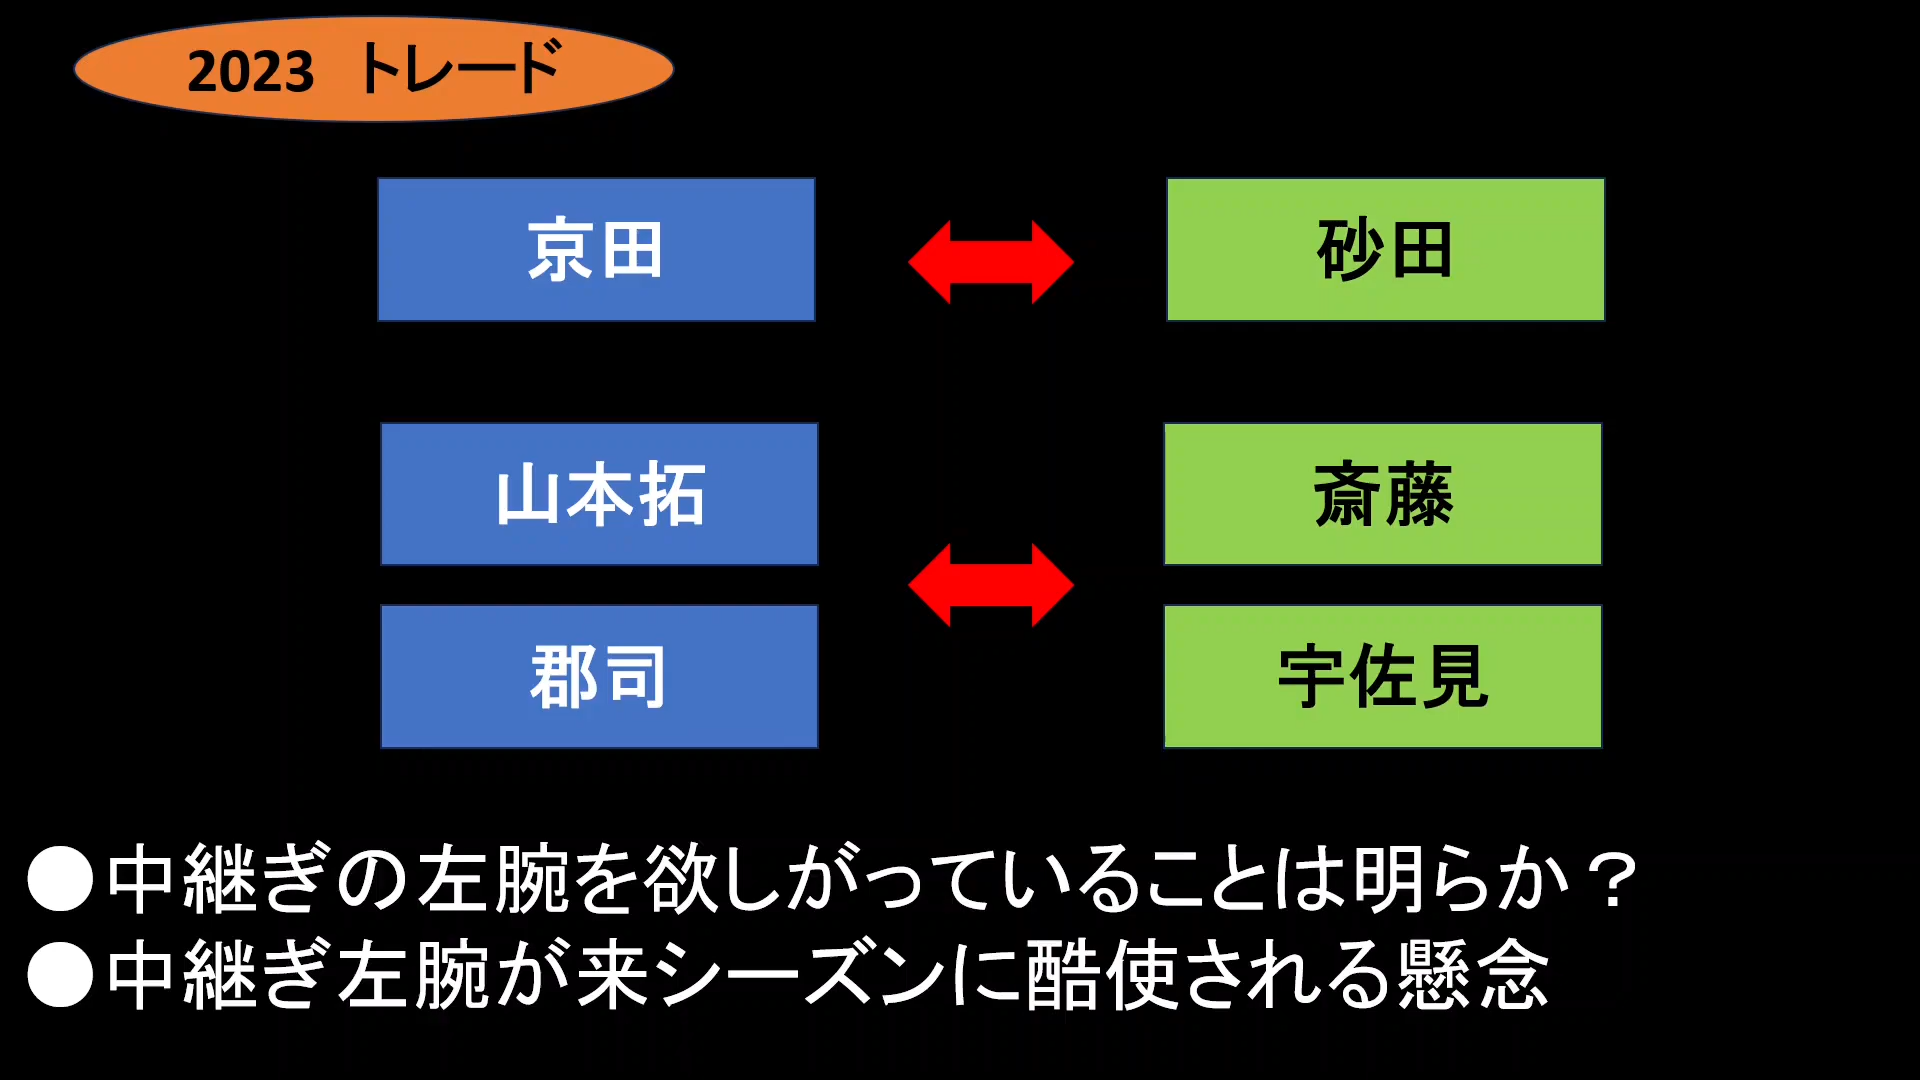 2023　トレード
京田
砂田
山本拓
斎藤
郡司
宇佐見
●中継ぎの左腕を欲しがっていることは明らか？
●中継ぎ左腕が来シーズンに酷使される懸念